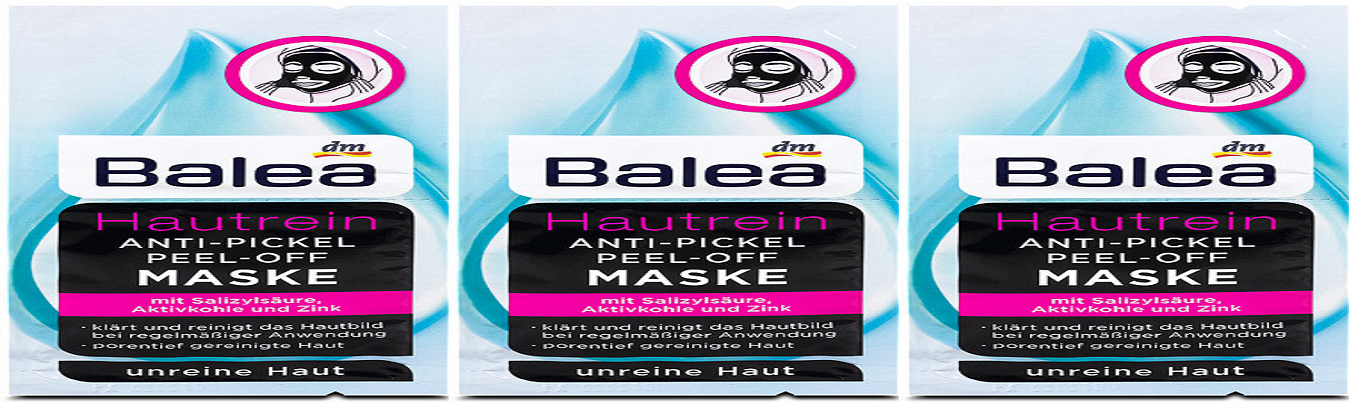 dm
Balea
Hautrein
ANTI-PICKEL
PEEL-OFF
MASKE
mit Salizylsäure,
Aktivkohle und Zink
· klärt und reinigt das Hautbild
bei regelmäßiger Anwendung
· porentief gereinigte Haut
unreine Haut
dm
Balea
Hautrein
ANTI-PICKEL
PEEL-OFF
MASKE
mit Salizylsäure,
Aktivkohle und Zink
· klärt und reinigt das Hautbild
bei regelmäßiger Anwendung
· porentief gereinigte Haut
unreine Haut
dm
Balea
Hautrein
ANTI-PICKEL
PEEL-OFF
MASKE
mit Salizylsäure,
Aktivkohle und Zink
· klärt und reinigt das Hautbild
bei regelmäßiger Anwendung
· porentief gereinigte Haut
unreine Haut